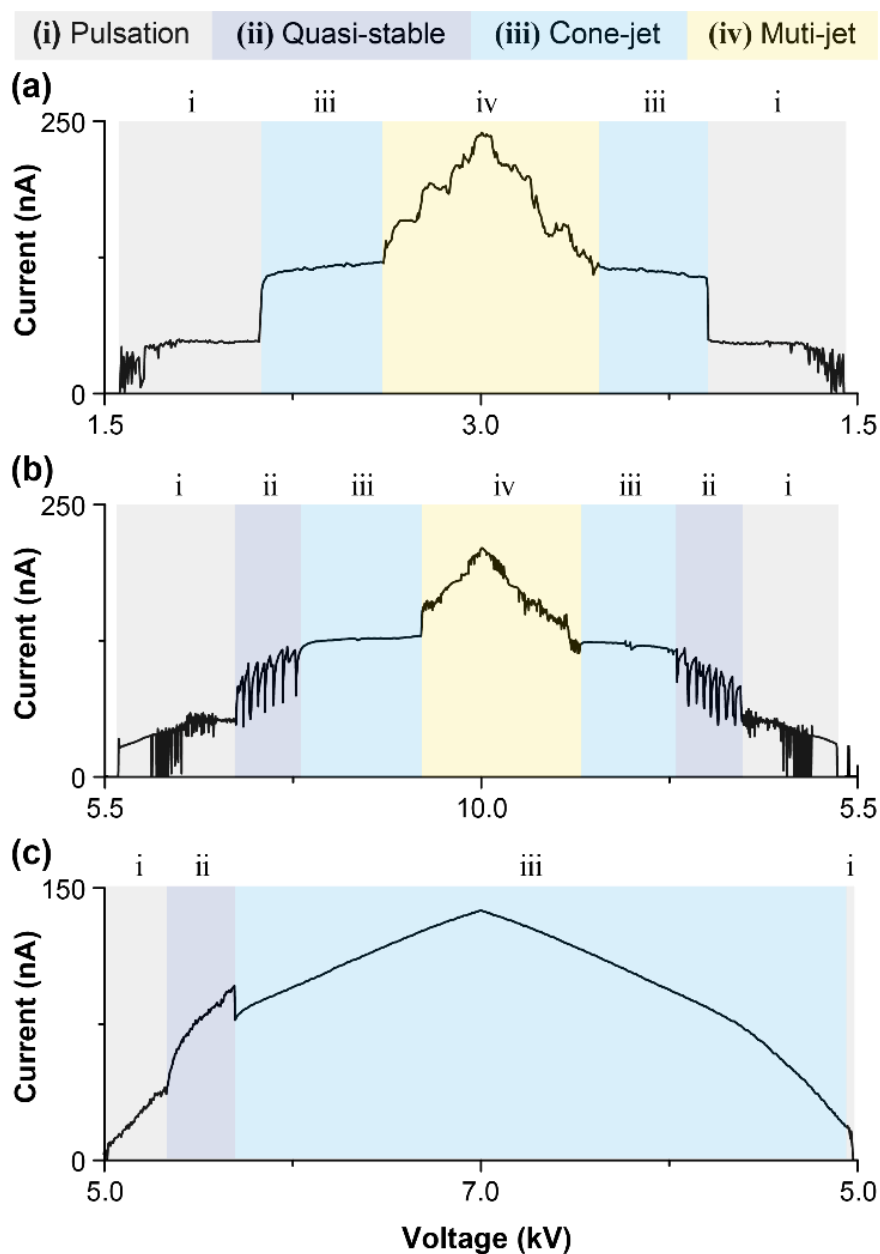 (i) Pulsation (ii) Quasi-stable (iii) Cone-jet (iv) Muti-jet
(a)
i iii iv iii i
250
Current (nA)
0
1.5 3.0 1.5
(b)
i ii iii iv iii ii i
250
Current (nA)
0
5.5 10.0 5.5
(c)
i ii iii i
150
Current (nA)
0
5.0 7.0 5.0
Voltage (kV)